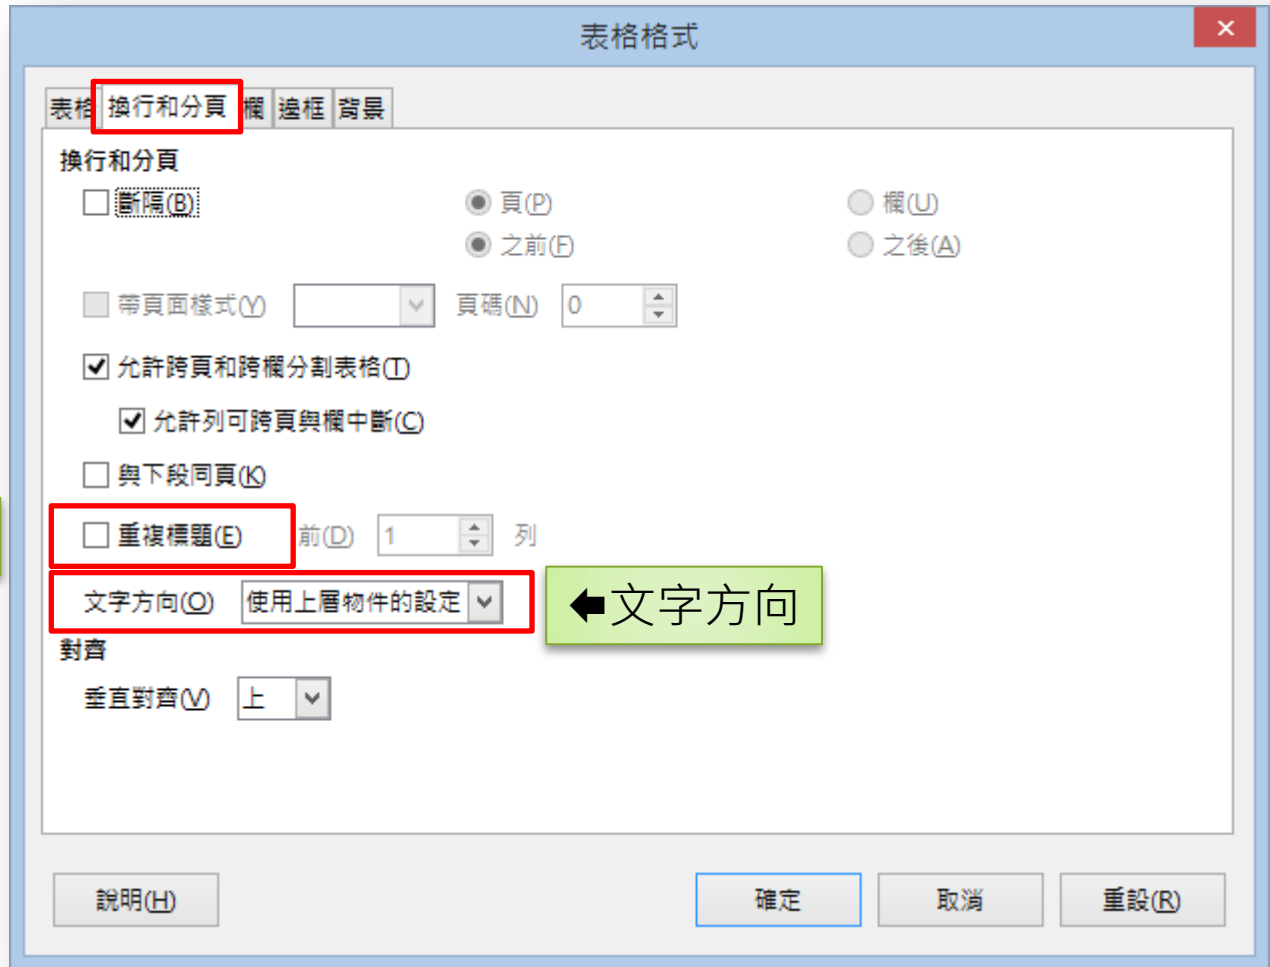 表格格式
表格 換行和分頁 欄 邊框 背景
換行和分頁
斷隔(B) 頁(P) 欄(U)
之前(F) 之後(A)
帶頁面樣式(Y) 頁碼(N) 0
允許跨頁和跨欄分割表格(T)
允許列可跨頁與欄中斷(C)
與下段同頁(K)
重複標題(E) 前(D) 1 列
文字方向(O) 使用上層物件的設定 🡄文字方向
對齊
垂直對齊(V) 上
說明(H) 確定 取消 重設(R)